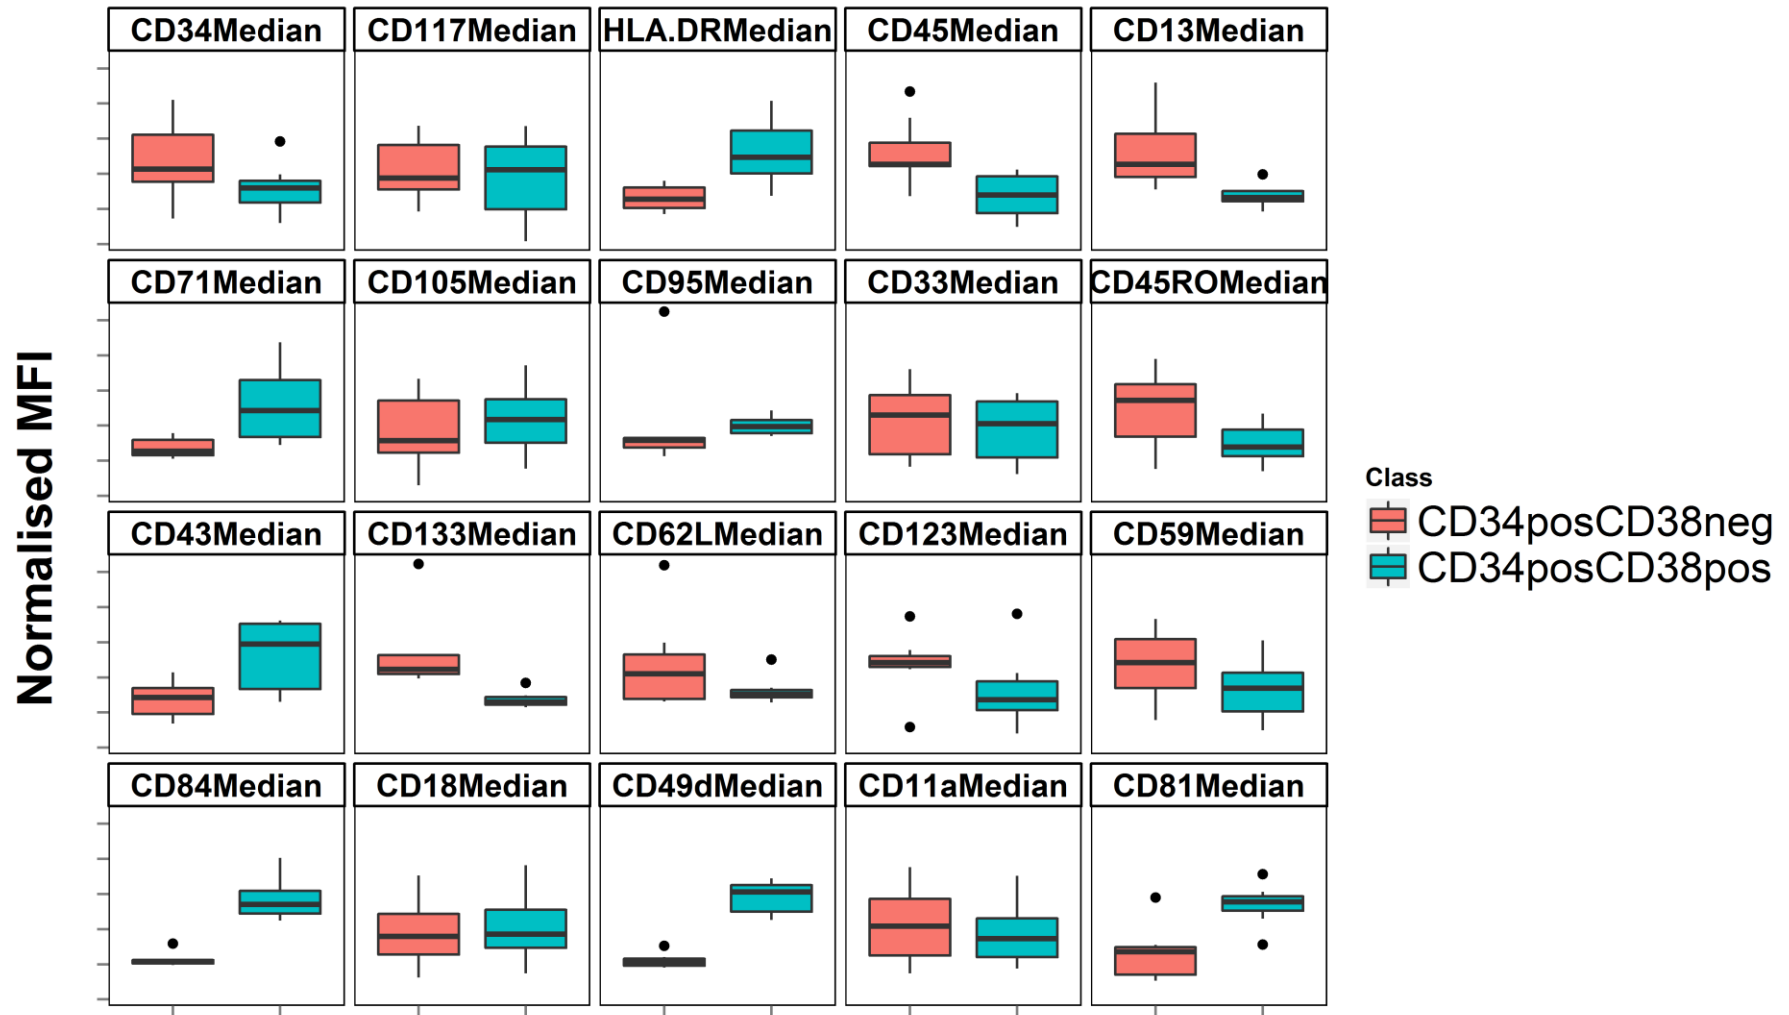 CD34Median
CD117Median
HLA.DRMedian
CD45Median
CD13Median
CD71Median
CD105Median
CD95Median
CD33Median
CD45ROMedian
CD43Median
CD133Median
CD62LMedian
CD123Median
CD59Median
CD84Median
CD18Median
CD49dMedian
CD11aMedian
CD81Median
Normalised MFI
Class
CD34posCD38neg
CD34posCD38pos